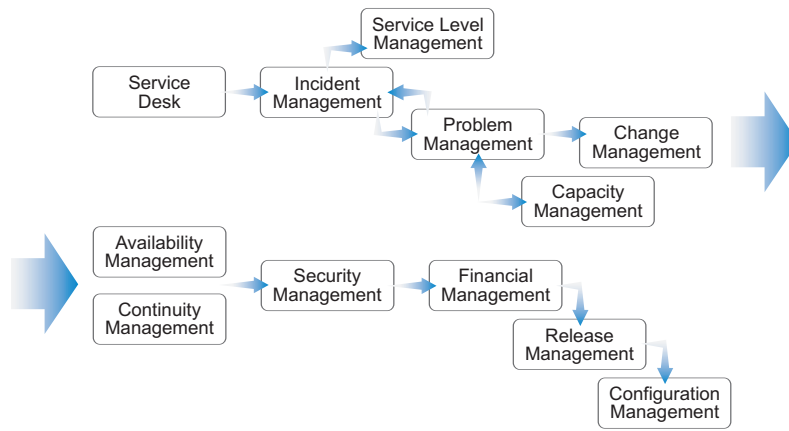 Service Level
Management
Service
Desk
Incident
Management
Problem
Management
Change
Management
Capacity
Management
Availability
Management
Continuity
Management
Security
Management
Financial
Management
Release
Management
Configuration
Management